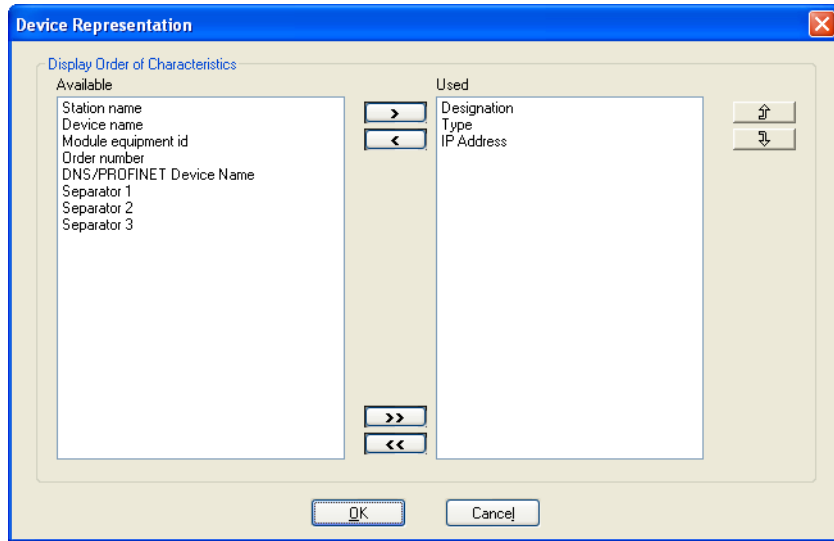 Device Representation
Display Order of Characteristics
Available
Used
Station name
Device name
Module equipment id
Order number
DNS/PROFINET Device Name
Separator 1
Separator 2
Separator 3
>
<
>>
<<
Designation
Type
IP Address
OK
Cancel